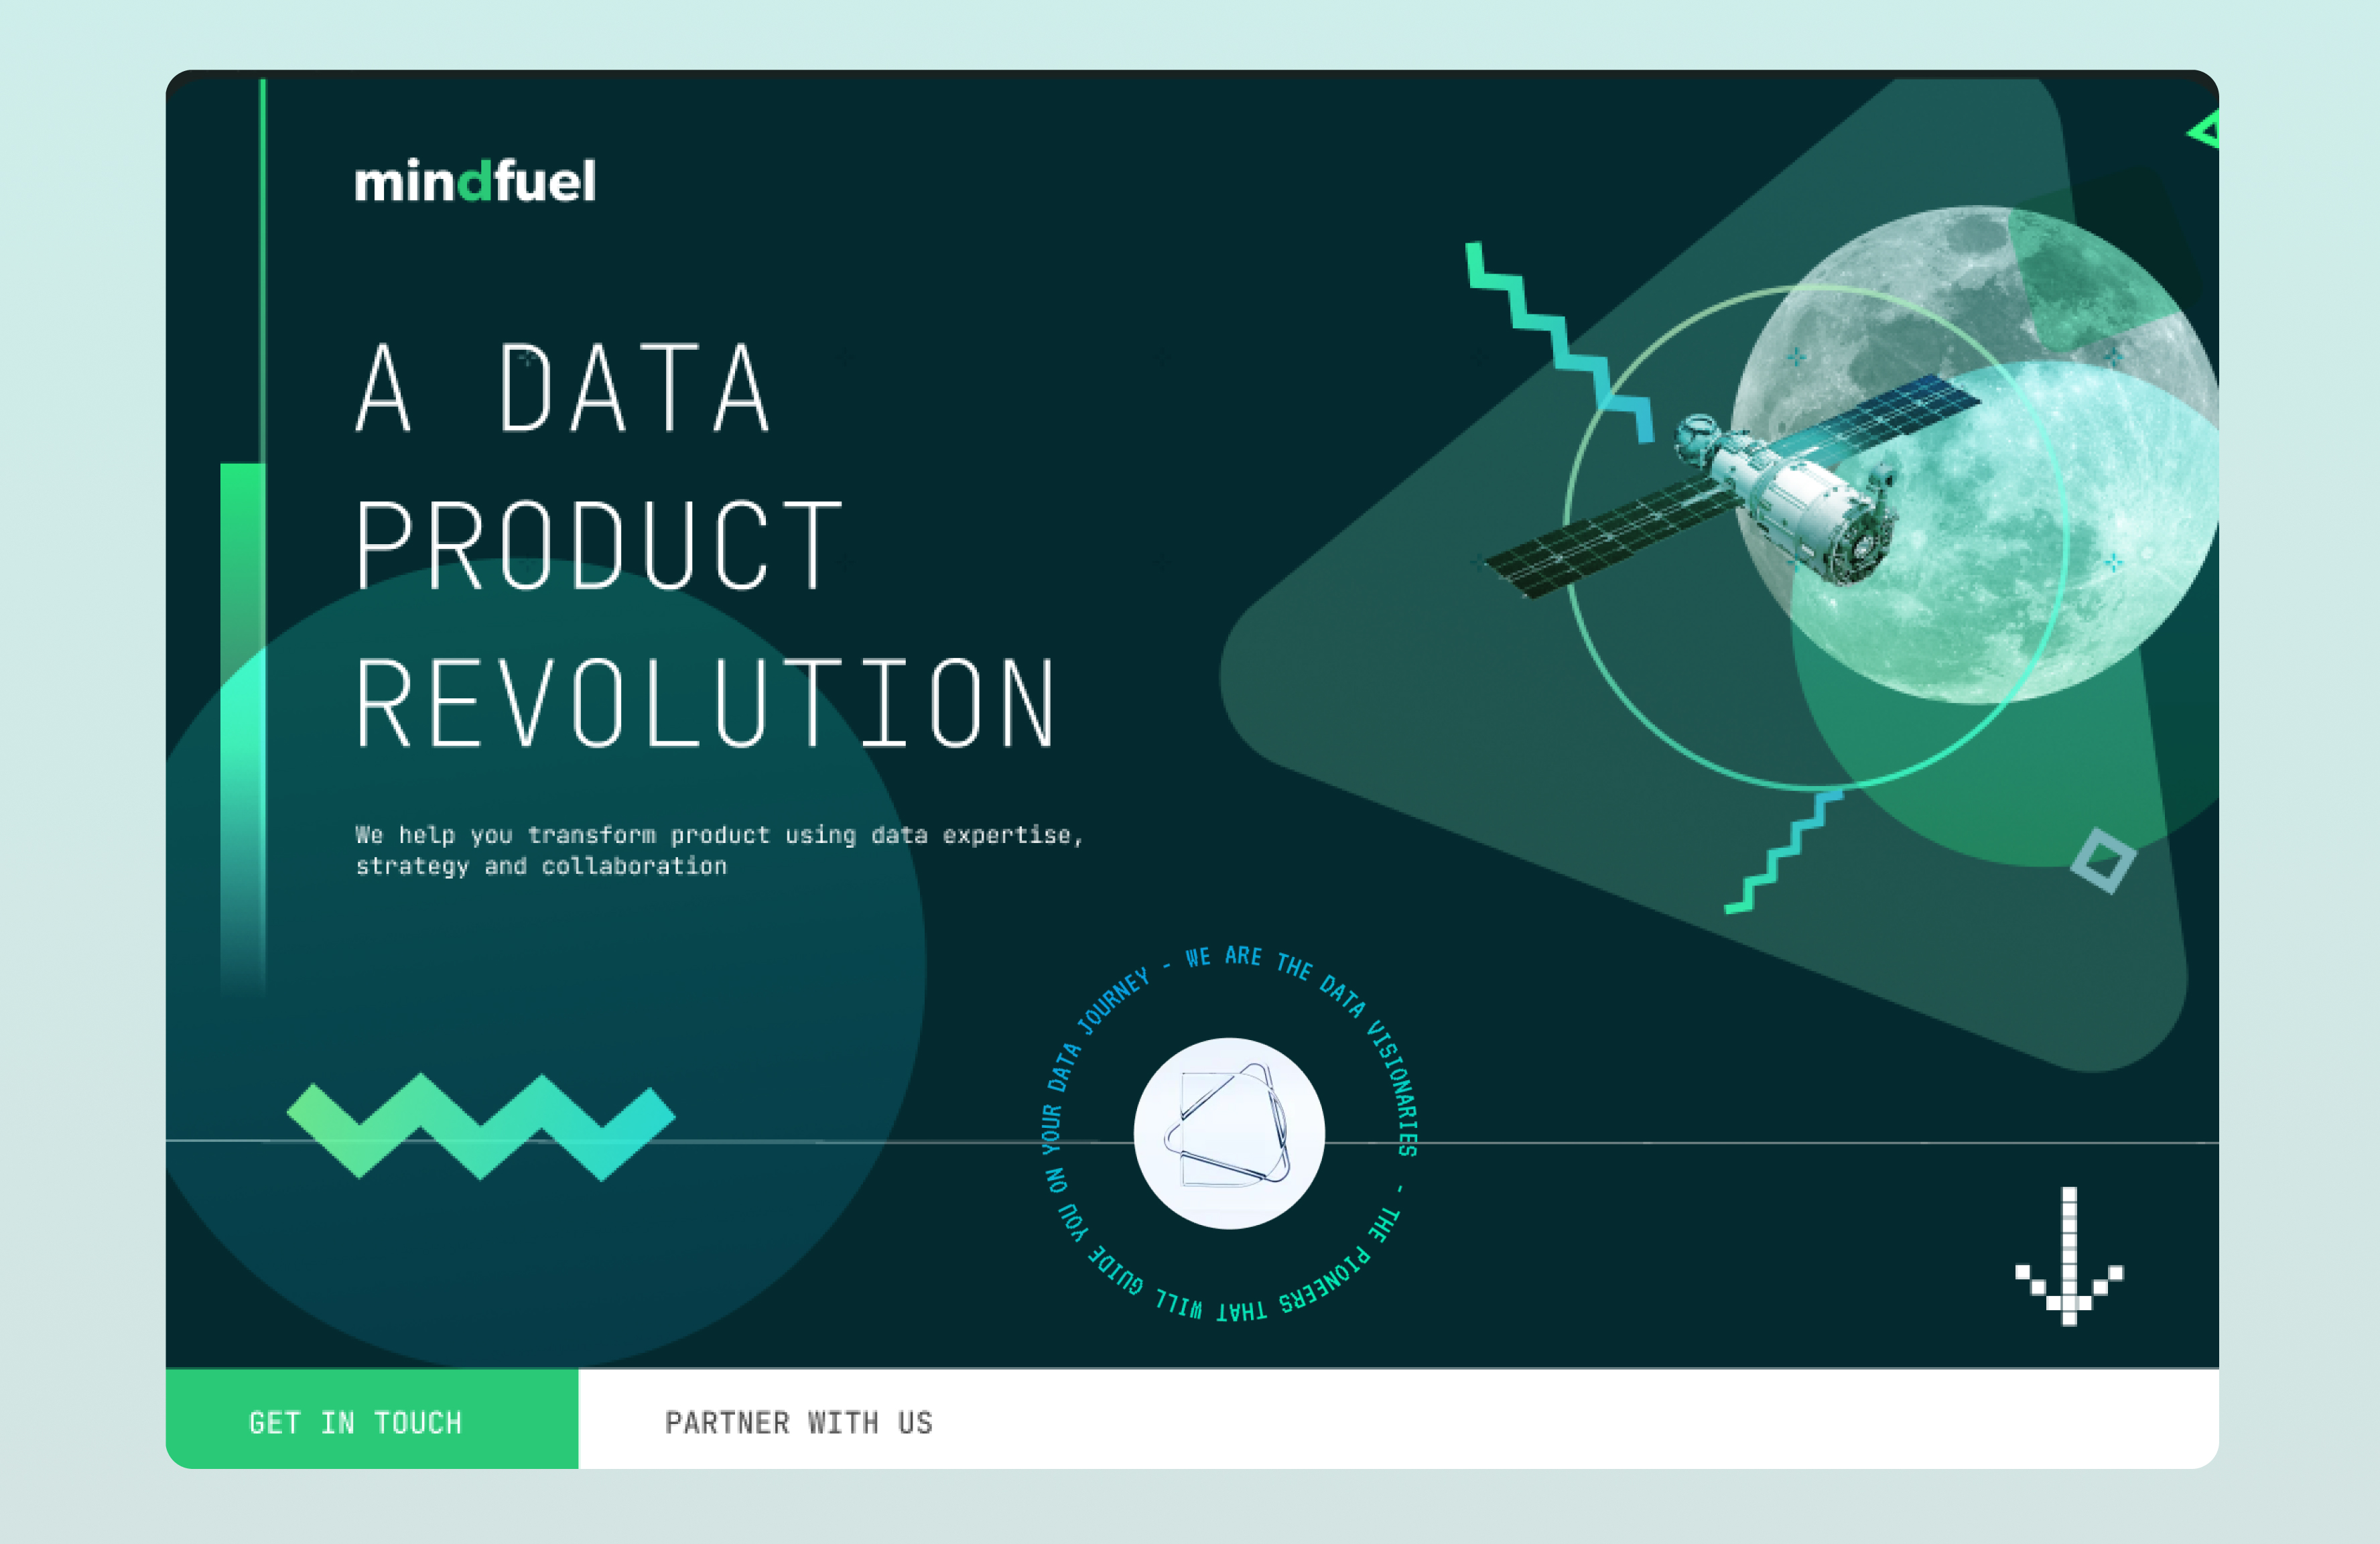 mindfuel
A DATA
PRODUCT
REVOLUTION
We help you transform product using data expertise,
strategy and collaboration
WE ARE THE DATA VISIONARIES - THE PIONEERS THAT WILL GUIDE YOU ON YOUR DATA JOURNEY -
GET IN TOUCH
PARTNER WITH US